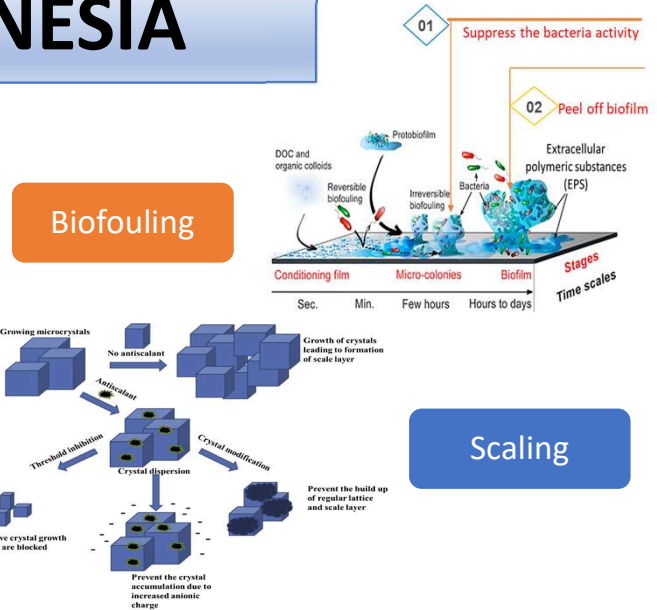 NESIA
01
Suppress the bacteria activity
02
Peel off biofilm
Protobiofilm
Extracellular
polymeric substances
(EPS)
DOC and
organic colloids
Reversible
biofouling
Irreversible
biofouling
Bacteria
Biofouling
Conditioning film
Micro-colonies
Biofilm
Stages
Time scales
Sec.
Min.
Few hours
Hours to days
Growing microcrystals
No antiscalant
Growth of crystals
leading to formation
of scale layer
Antiscalant
Threshold inhibition
Crystal dispersion
Crystal modification
Scaling
Prevent the build up
of regular lattice
and scale layer
ve crystal growth
are blocked
Prevent the crystal
accumulation due to
increased anionic
charge